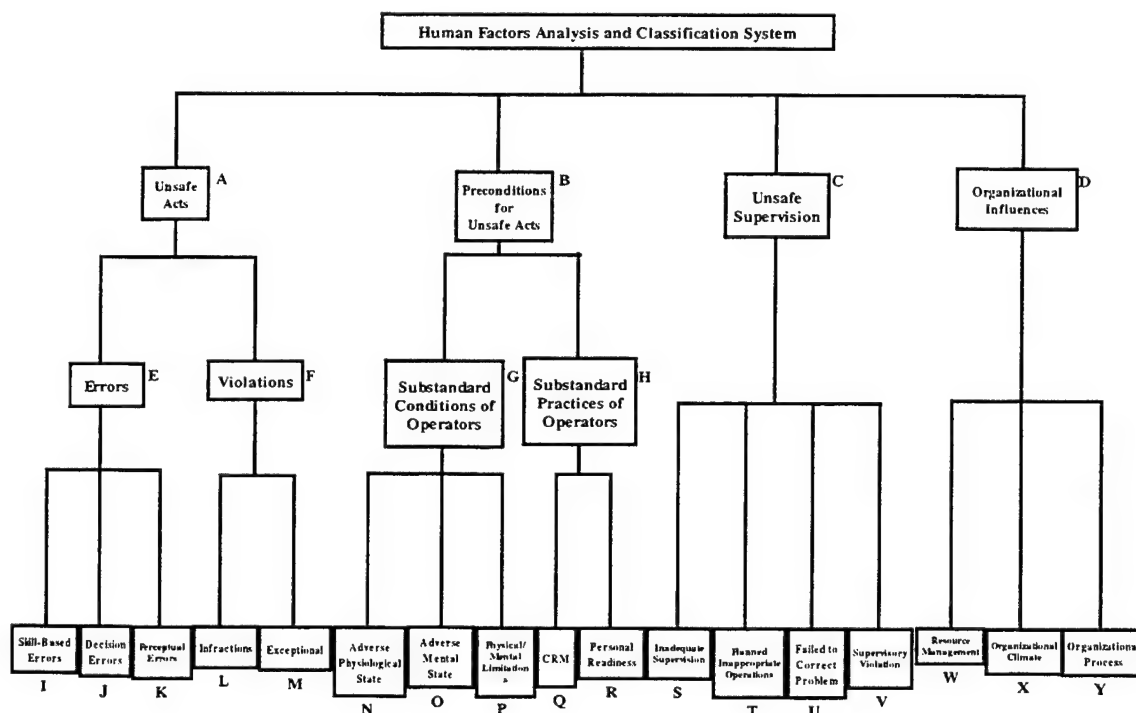 Human Factors Analysis and Classification System
Unsafe
Acts
A
Preconditions
for
Unsafe Acts
B
Unsafe
Supervision
C
Organizational
Influences
D
Errors
E
Violations
F
Substandard
Conditions of
Operators
G
Substandard
Practices of
Operators
H
Skill-Based
Errors
I
Decision
Errors
J
Perceptual
Errors
K
Infractions
L
Exceptional
M
Adverse
Physiological
State
N
Adverse
Mental
State
O
Physical/
Mental
Limitation
s
P
CRM
Q
Personal
Readiness
R
Inadequate
Supervision
S
Planned
Inappropriate
Operations
T
Failed to
Correct
Problem
U
Supervisory
Violation
V
Resource
Management
W
Organizational
Climate
X
Organizational
Process
Y